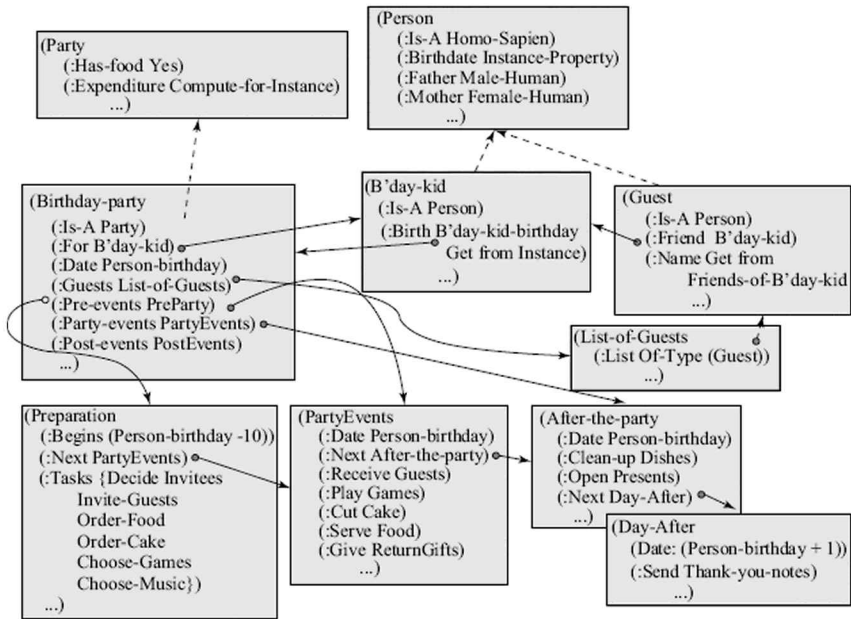 (Party
(:Has-food Yes)
(:Expenditure Compute-for-Instance)
...)
(Person
(:Is-A Homo-Sapien)
(:Birthdate Instance-Property)
(:Father Male-Human)
(:Mother Female-Human)
...)
(Birthday-party
(:Is-A Party)
(:For B'day-kid)
(:Date Person-birthday)
(:Guests List-of-Guests)
(:Pre-events PreParty)
(:Party-events PartyEvents)
(:Post-events PostEvents)
...)
(B'day-kid
(:Is-A Person)
(:Birth B'day-kid-birthday
Get from Instance)
...)
(Guest
(:Is-A Person)
(:Friend B'day-kid)
(:Name Get from
Friends-of-B'day-kid
...)
(List-of-Guests
(:List Of-Type (Guest))
...)
(Preparation
(:Begins (Person-birthday -10))
(:Next PartyEvents)
(:Tasks {Decide Invitees
Invite-Guests
Order-Food
Order-Cake
Choose-Games
Choose-Music})
...)
(PartyEvents
(:Date Person-birthday)
(:Next After-the-party)
(:Receive Guests)
(:Play Games)
(:Cut Cake)
(:Serve Food)
(:Give ReturnGifts)
...)
(After-the-party
(:Date Person-birthday)
(:Clean-up Dishes)
(:Open Presents)
(:Next Day-After)
...)
(Day-After
(Date: (Person-birthday + 1))
(:Send Thank-you-notes)
...)